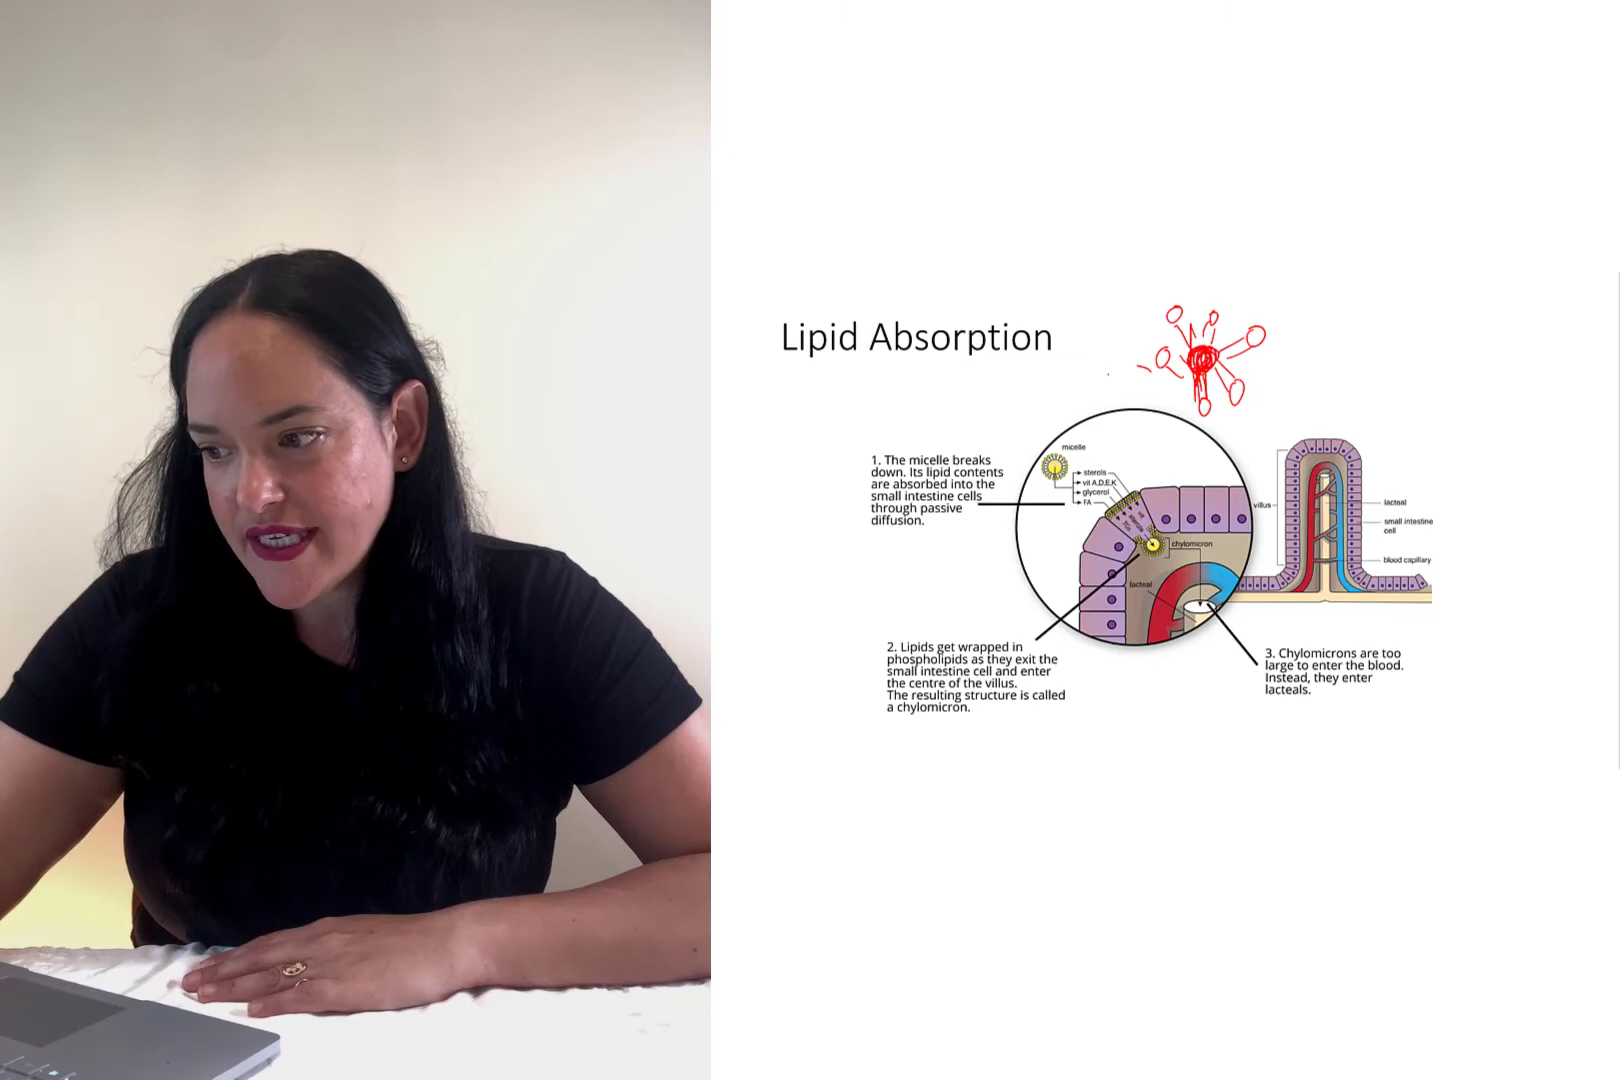 Lipid Absorption
1. The micelle breaks
down. Its lipid contents
are absorbed into the
small intestine cells
through passive
diffusion.
micelle
sterols
vit A,D,E,K
glycerol
FA
vit
sterols
TGs
chylomicron
lacteal
villus
lacteal
small intestine
cell
blood capillary
2. Lipids get wrapped in
phospholipids as they exit the
small intestine cell and enter
the centre of the villus.
The resulting structure is called
a chylomicron.
3. Chylomicrons are too
large to enter the blood.
Instead, they enter
lacteals.